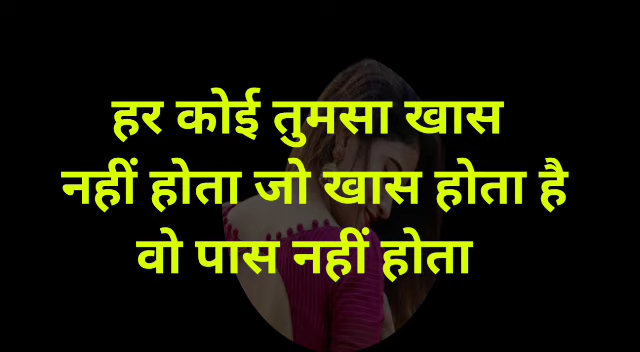 हर कोई तुमसा खास
नहीं होता जो खास होता है
वो पास नहीं होता